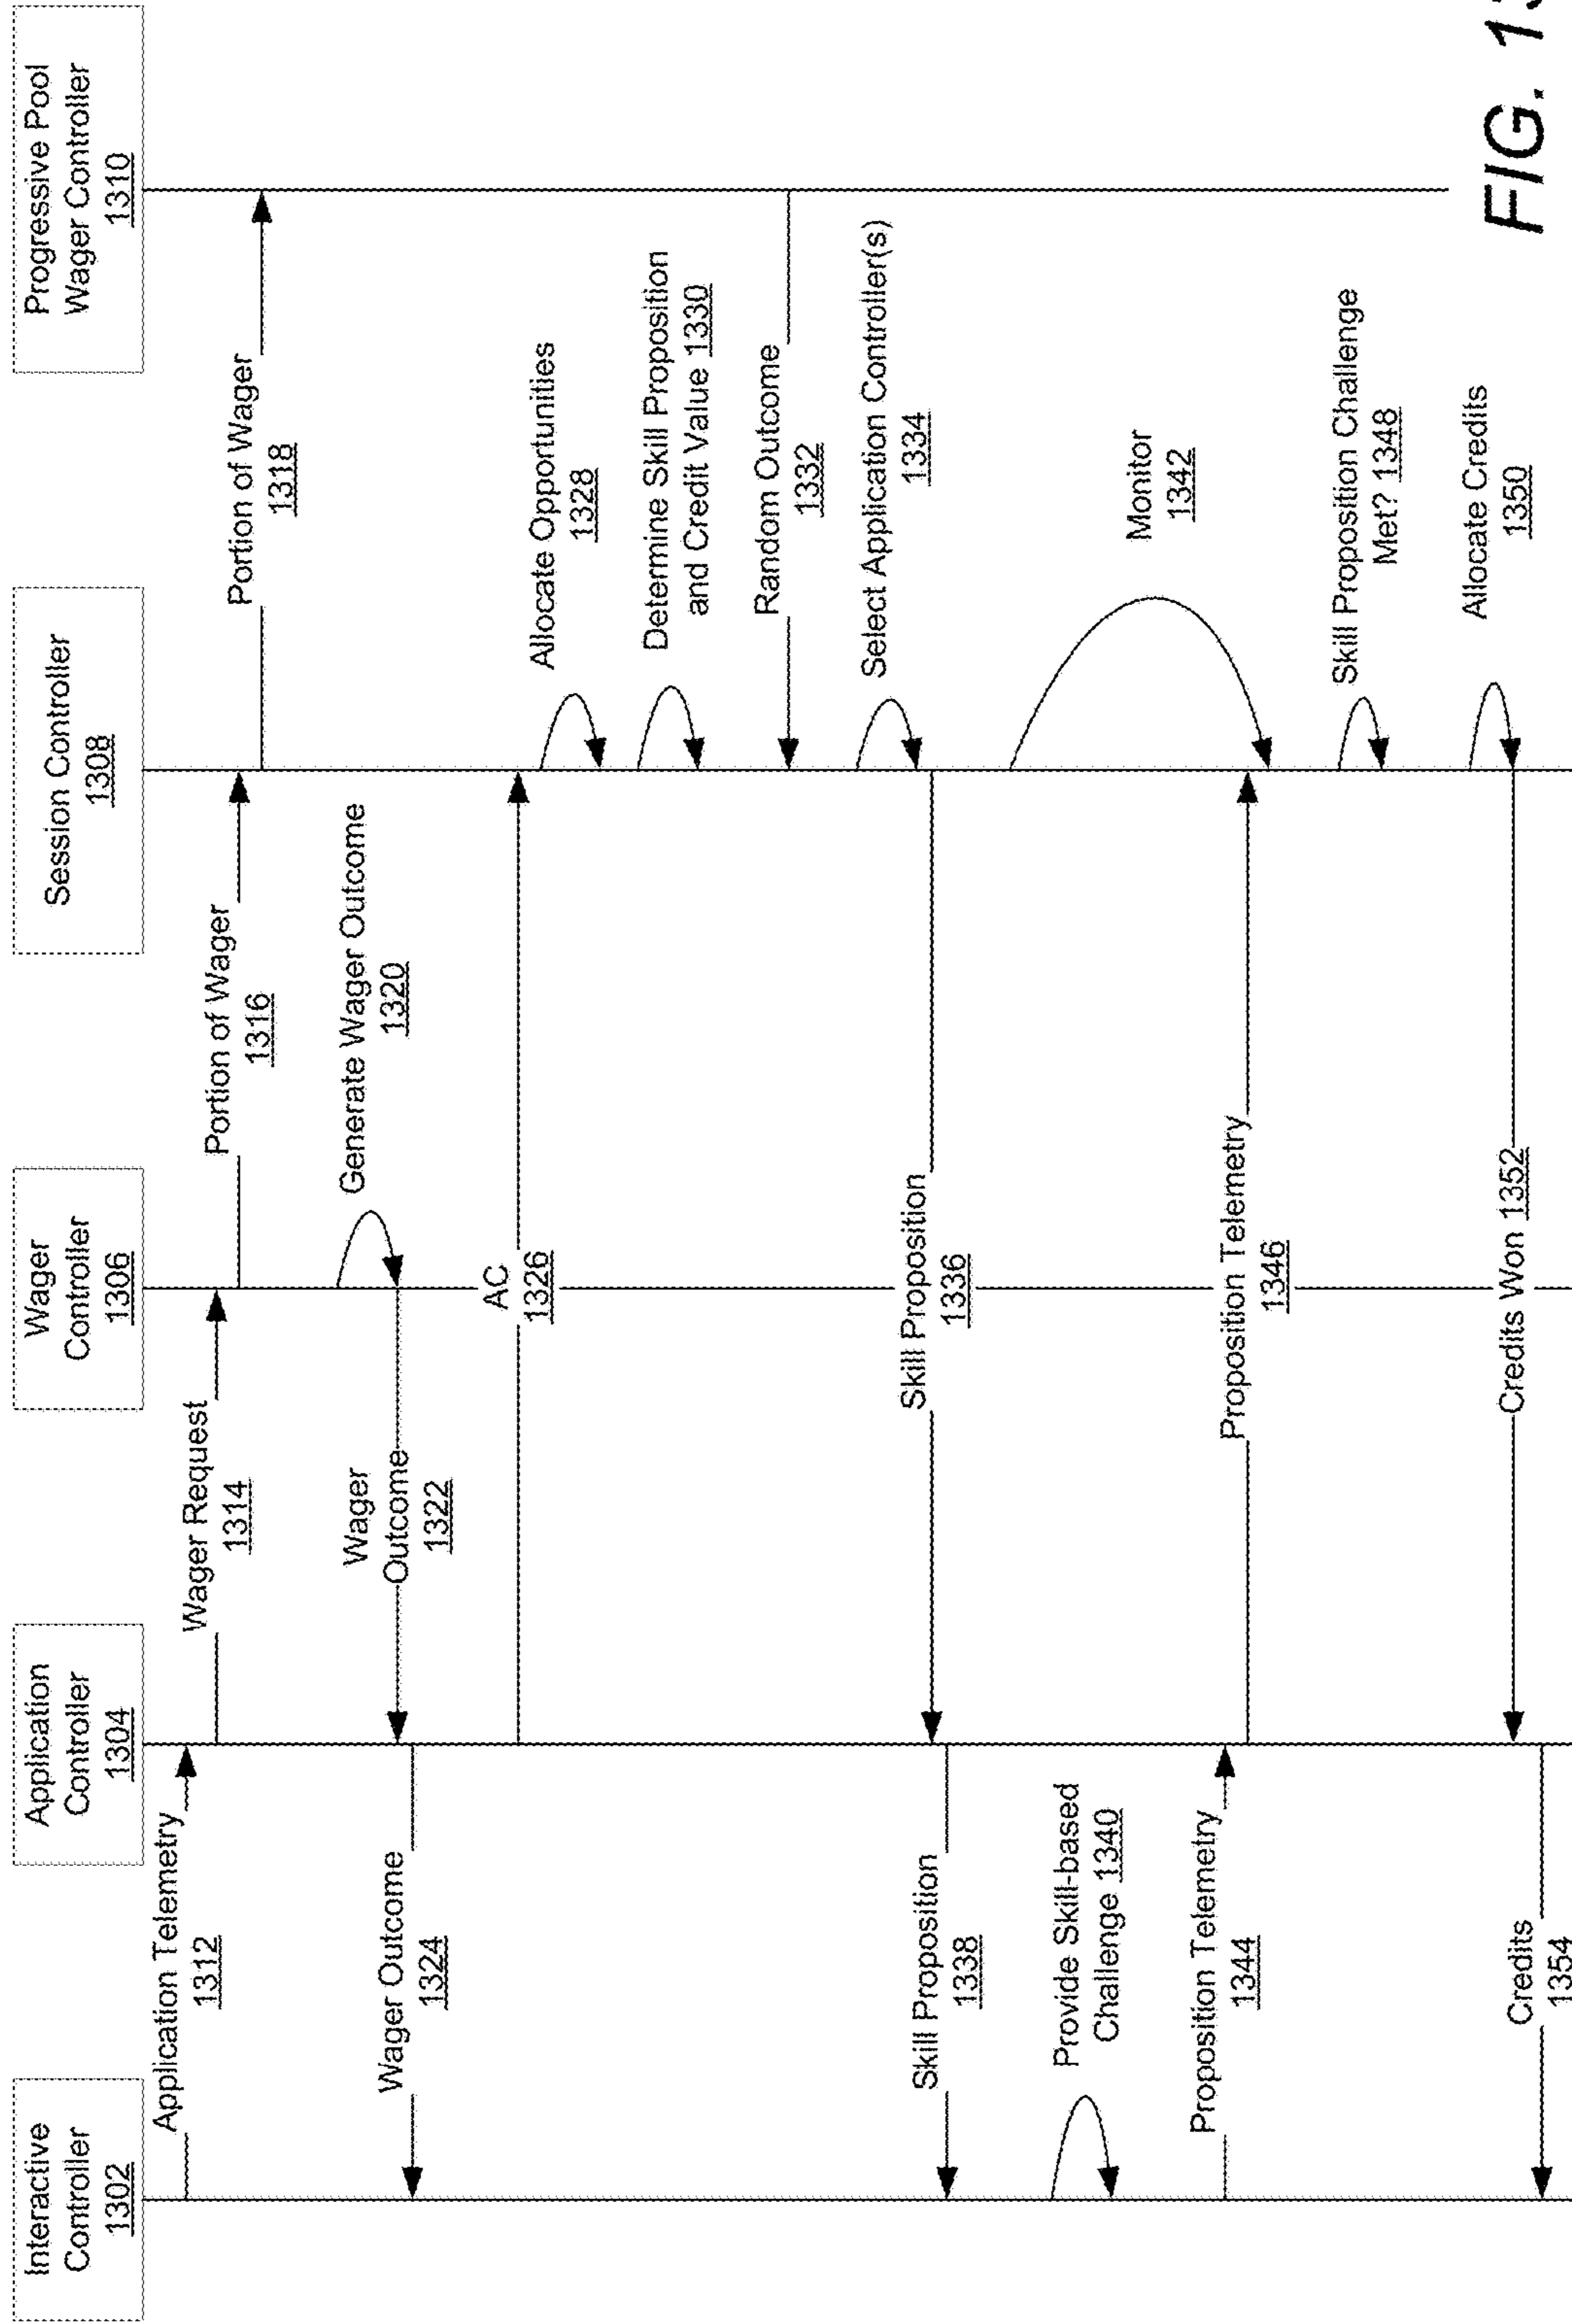 Interactive
Controller
1302
Application
Controller
1304
Wager
Controller
1306
Session Controller
1308
Progressive Pool
Wager Controller
1310
Application Telemetry
1312
Wager Request
1314
Portion of Wager
1316
Portion of Wager
1318
Generate Wager Outcome
1320
Wager
Outcome
1322
Wager Outcome
1324
AC
1326
Allocate Opportunities
1328
Determine Skill Proposition
and Credit Value 1330
Random Outcome
1332
Select Application Controller(s)
1334
Skill Proposition
1336
Skill Proposition
1338
Provide Skill-based
Challenge 1340
Monitor
1342
Proposition Telemetry
1344
Proposition Telemetry
1346
Skill Proposition Challenge
Met? 1348
Allocate Credits
1350
Credits Won 1352
Credits
1354
FIG.